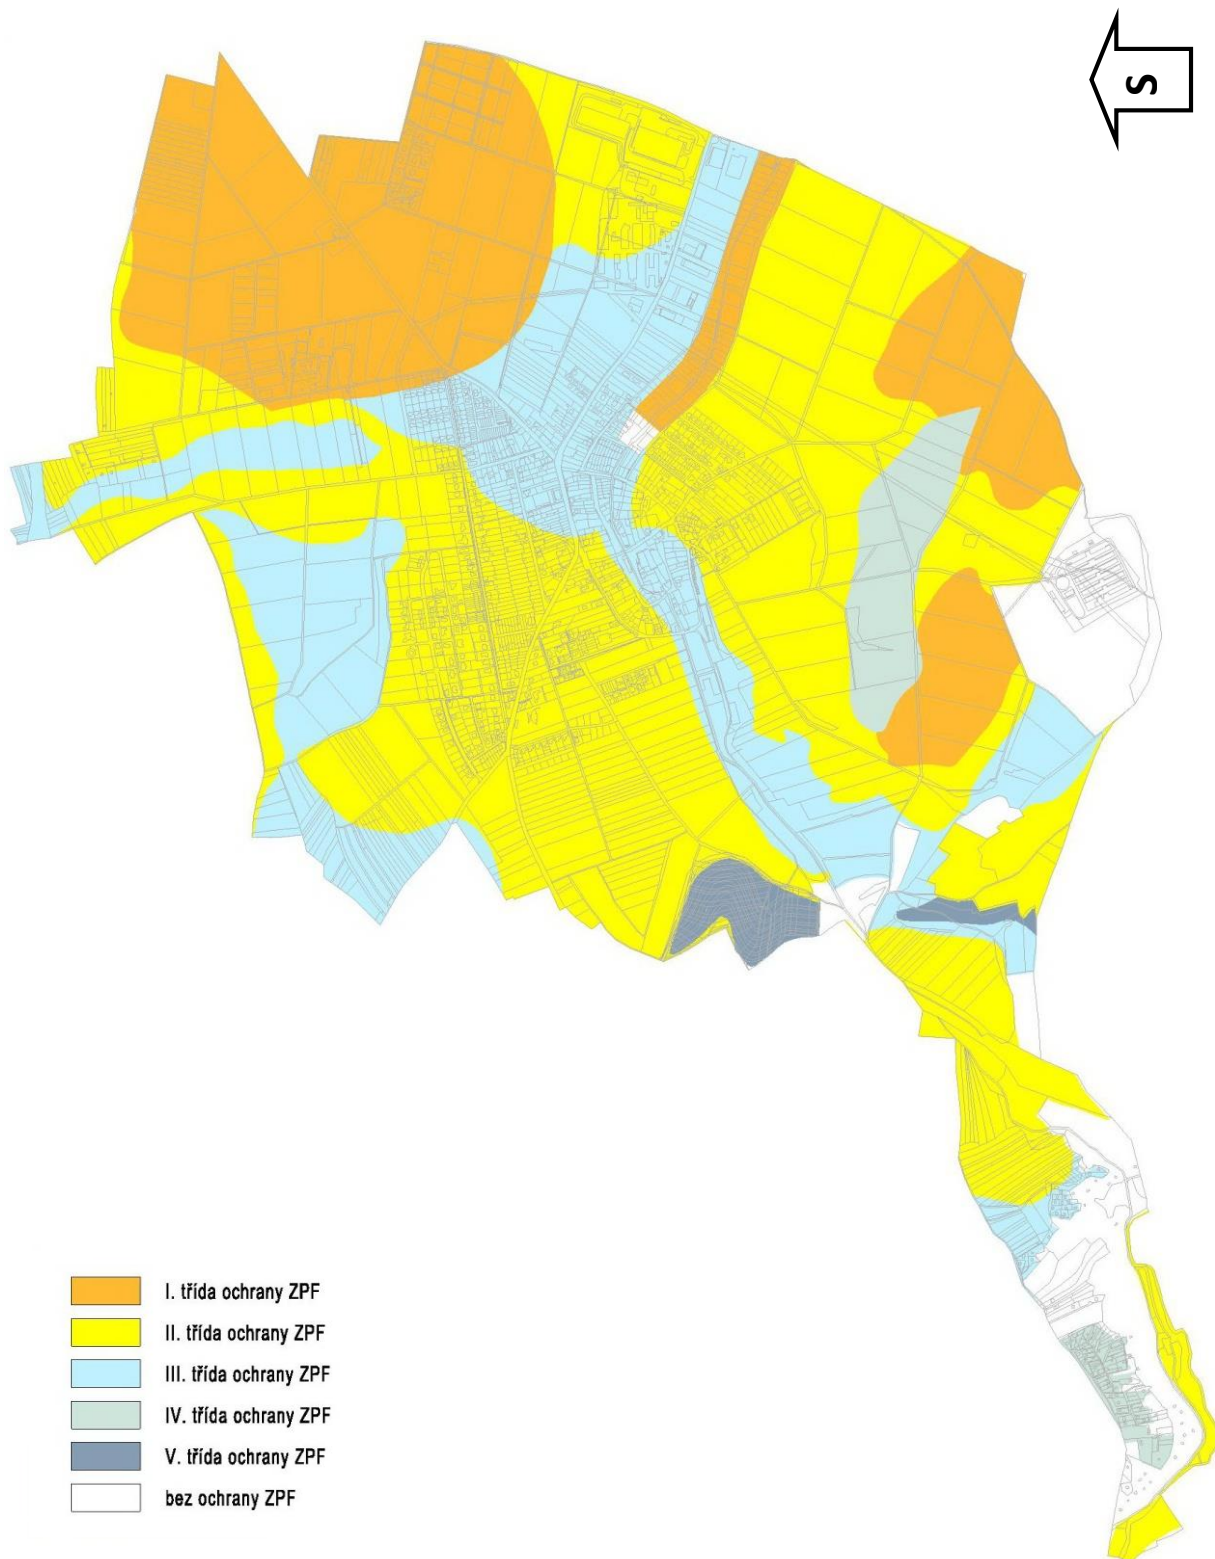 S
I. třída ochrany ZPF
II. třída ochrany ZPF
III. třída ochrany ZPF
IV. třída ochrany ZPF
V. třída ochrany ZPF
bez ochrany ZPF